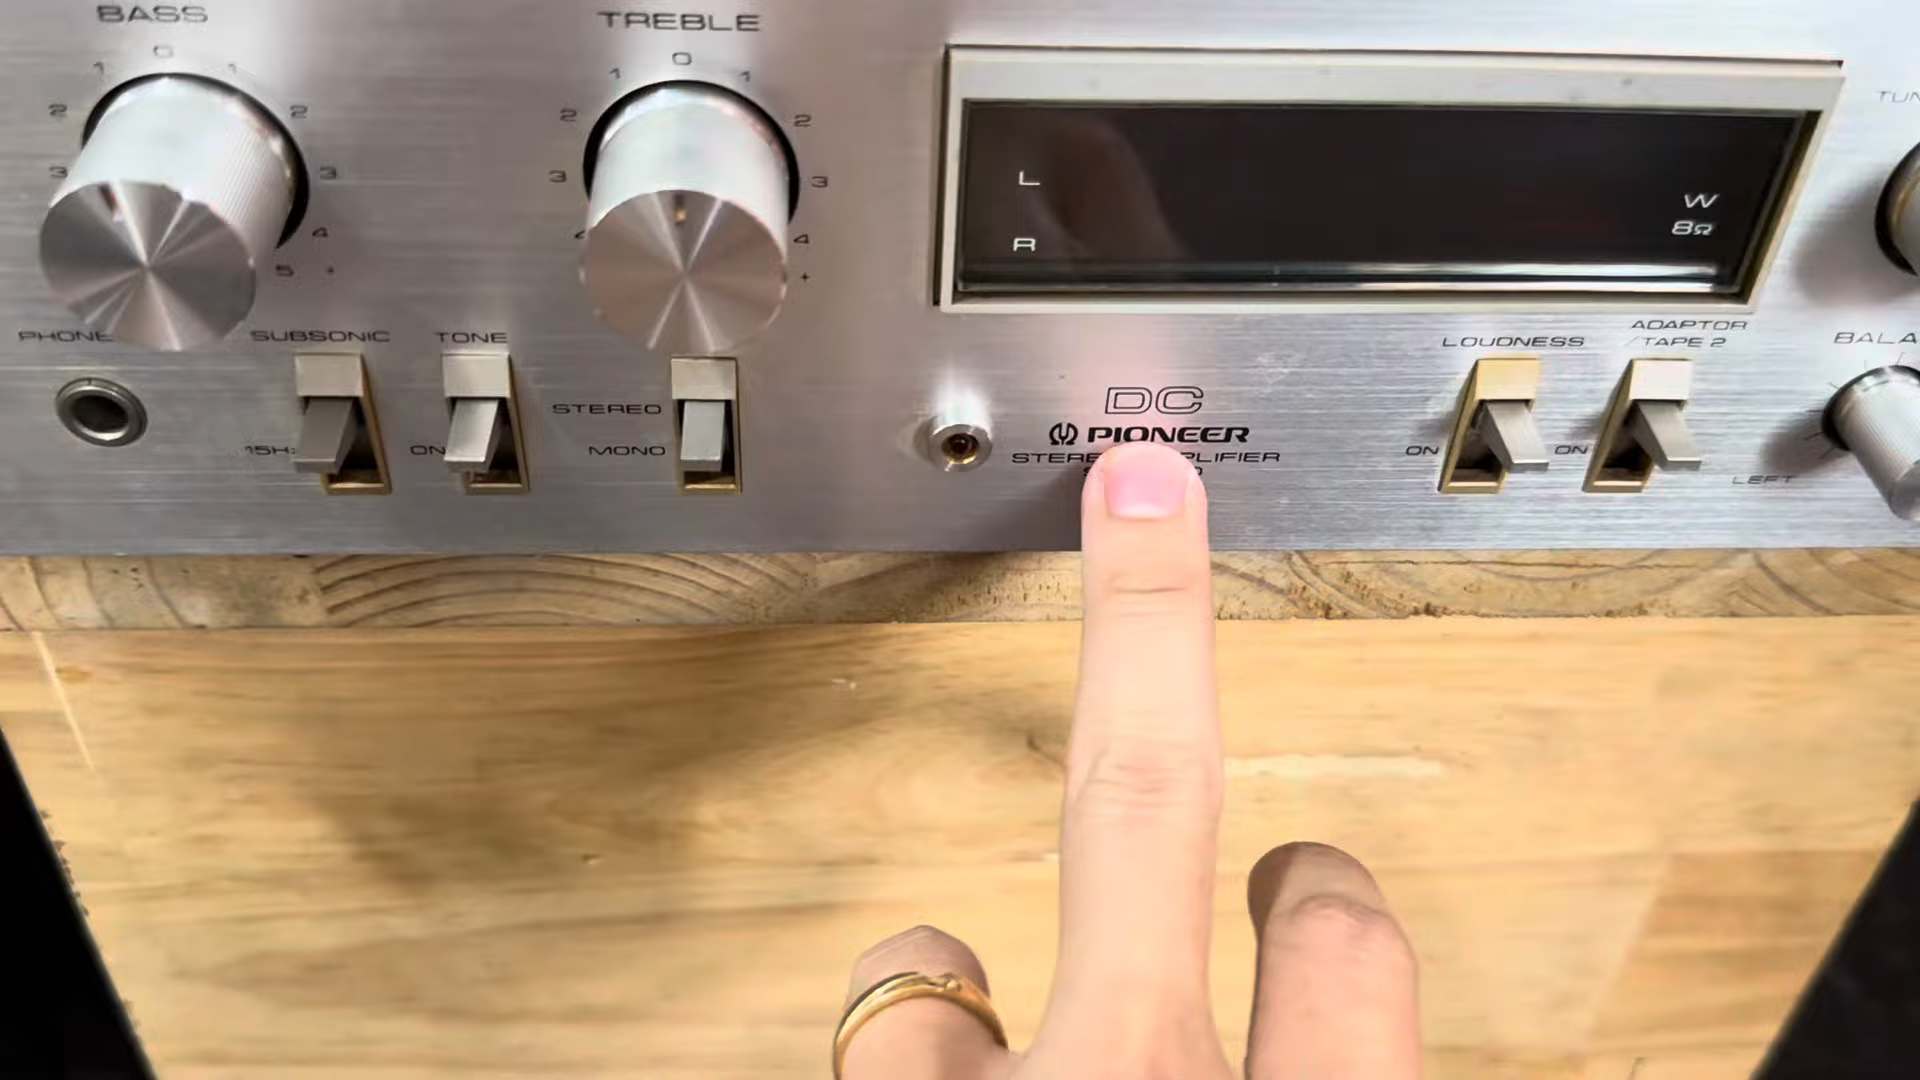 BASS
TREBLE
0
0
1
1
1
1
2
2
2
2
3
3
3
3
4
4
5
+
+
L
R
W
8Ω
SUBSONIC
TONE
LOUDNESS
ADAPTOR
/TAPE 2
DC
STEREO
MONO
PIONEER
ON
ON
ON
LEFT